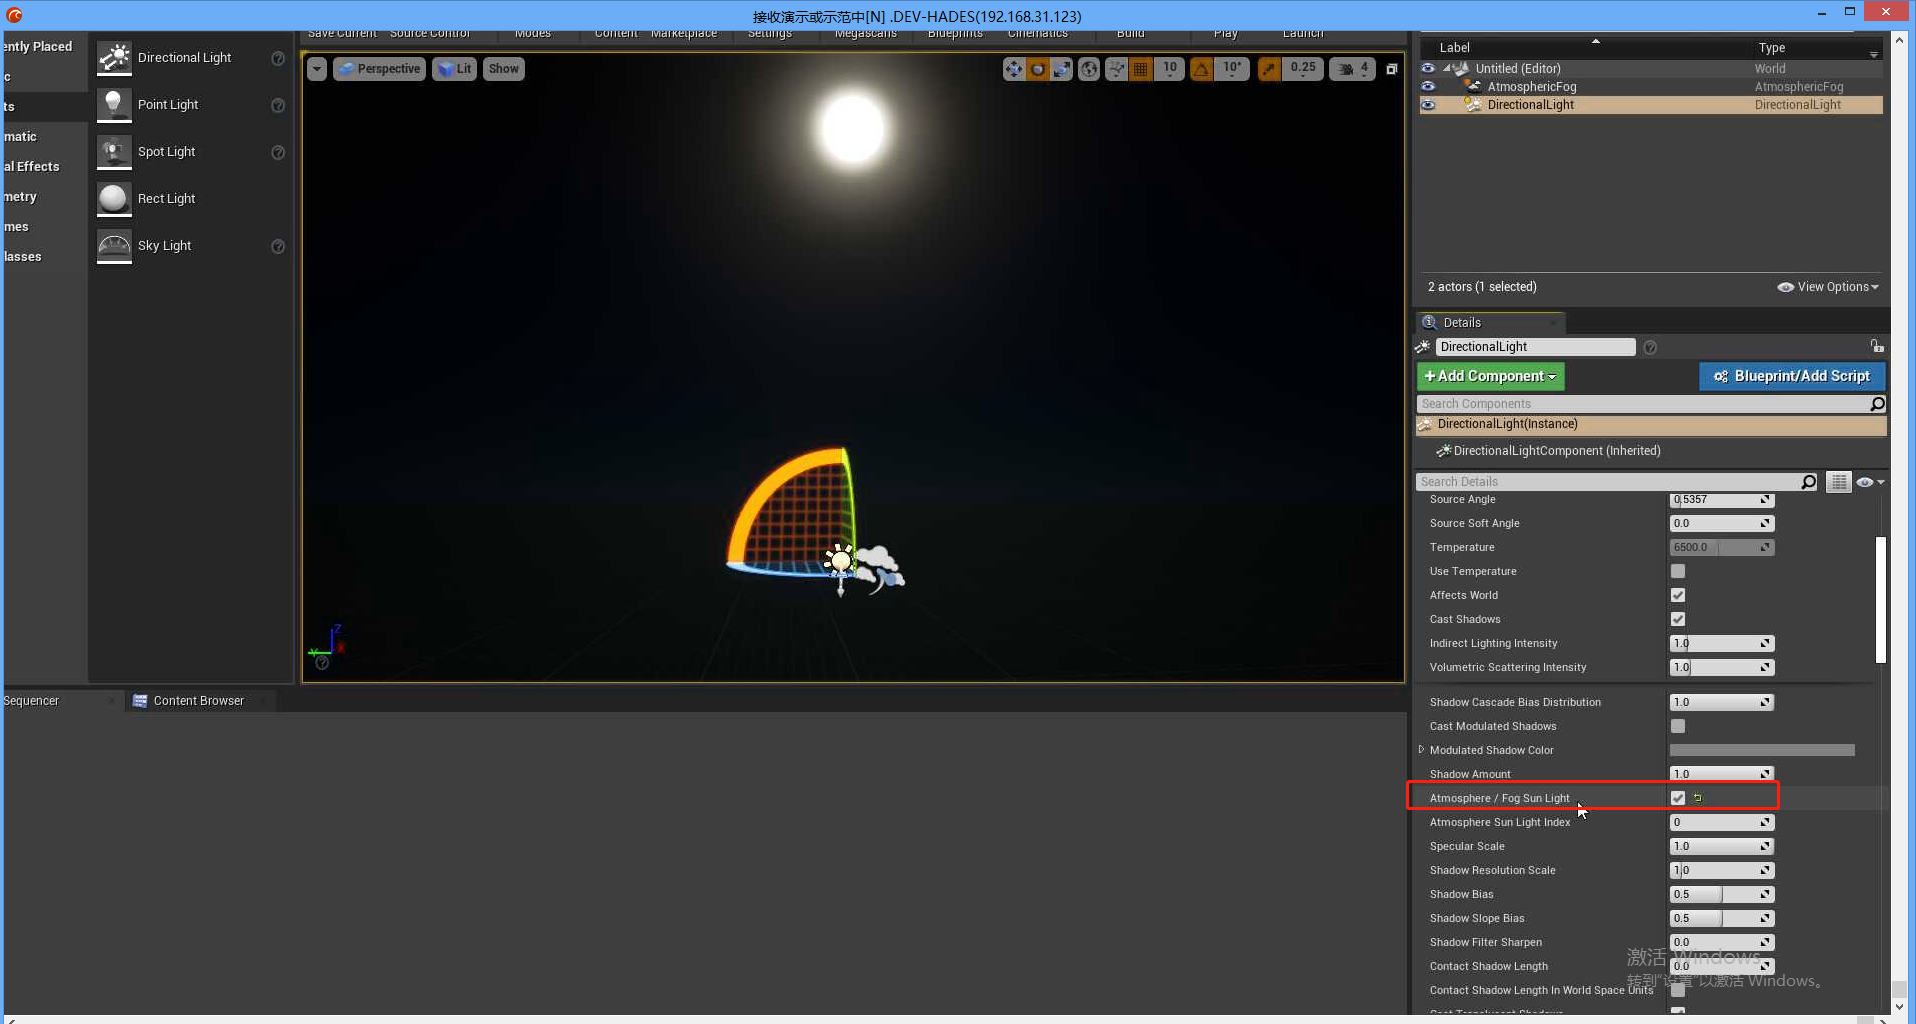 接收演示或示范中[N] .DEV-HADES(192.168.31.123)
Save Current Source Control Modes Content Marketplace Settings Megascans Blueprints Cinematics Build Play Launch
ently Placed
c
ts
matic
al Effects
metry
mes
lasses
Directional Light
Point Light
Spot Light
Rect Light
Sky Light
Perspective Lit Show
10 10° 0.25 4
Z
Y
X
Sequencer
Content Browser
Label Type
Untitled (Editor) World
AtmosphericFog AtmosphericFog
DirectionalLight DirectionalLight
2 actors (1 selected) View Options
Details
DirectionalLight
+Add Component Blueprint/Add Script
Search Components
DirectionalLight(Instance)
DirectionalLightComponent (Inherited)
Search Details
Source Angle 0.5357
Source Soft Angle 0.0
Temperature 6500.0
Use Temperature
Affects World
Cast Shadows
Indirect Lighting Intensity 1.0
Volumetric Scattering Intensity 1.0
Shadow Cascade Bias Distribution 1.0
Cast Modulated Shadows
Modulated Shadow Color
Shadow Amount 1.0
Atmosphere / Fog Sun Light
Atmosphere Sun Light Index 0
Specular Scale 1.0
Shadow Resolution Scale 1.0
Shadow Bias 0.5
Shadow Slope Bias 0.5
Shadow Filter Sharpen 0.0
Contact Shadow Length 0.0
Contact Shadow Length In World Space Units
Cast Translucent Shadows
激活 Windows
转到“设置”以激活 Windows。